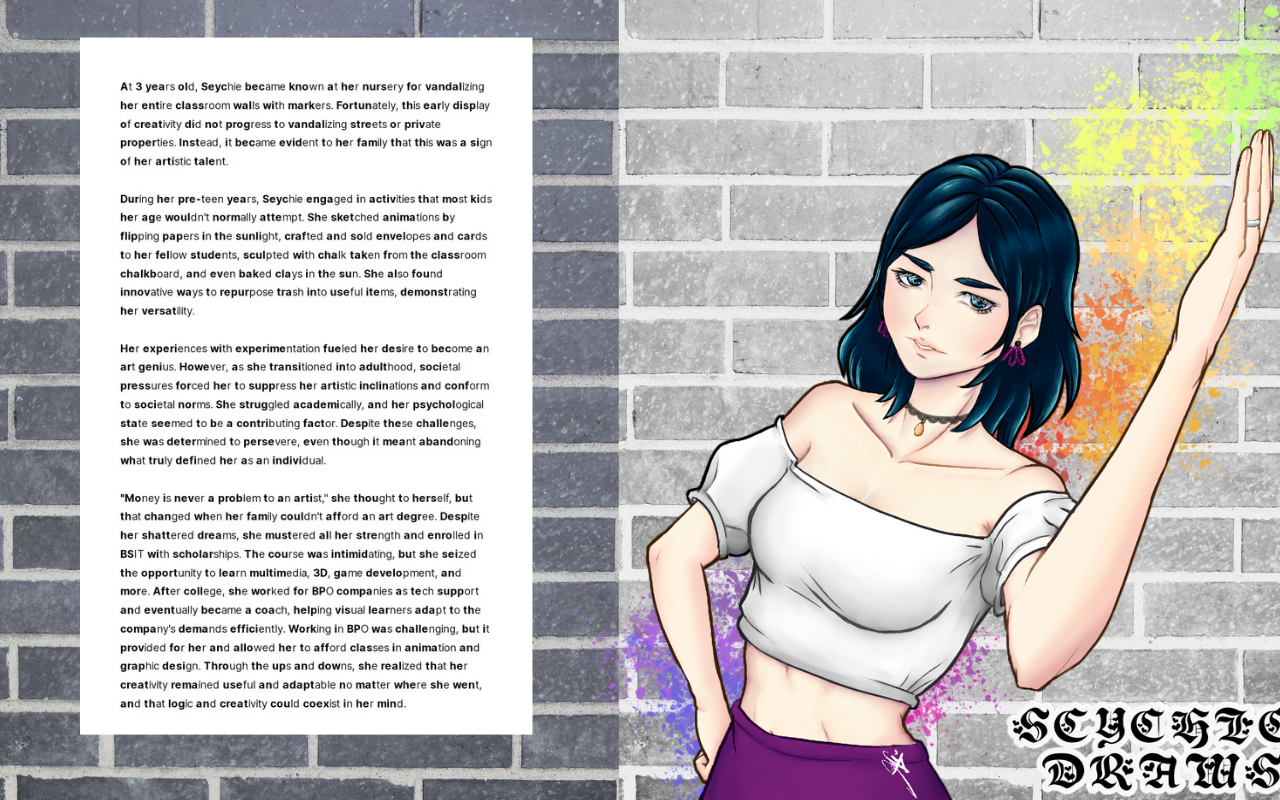 At 3 years old, Seychie became known at her nursery for vandalizing
her entire classroom walls with markers. Fortunately, this early display
of creativity did not progress to vandalizing streets or private
properties. Instead, it became evident to her family that this was a sign
of her artistic talent.
During her pre-teen years, Seychie engaged in activities that most kids
her age wouldn't normally attempt. She sketched animations by
flipping papers in the sunlight, crafted and sold envelopes and cards
to her fellow students, sculpted with chalk taken from the classroom
chalkboard, and even baked clays in the sun. She also found
innovative ways to repurpose trash into useful items, demonstrating
her versatility.
Her experiences with experimentation fueled her desire to become an
art genius. However, as she transitioned into adulthood, societal
pressures forced her to suppress her artistic inclinations and conform
to societal norms. She struggled academically, and her psychological
state seemed to be a contributing factor. Despite these challenges,
she was determined to persevere, even though it meant abandoning
what truly defined her as an individual.
"Money is never a problem to an artist," she thought to herself, but
that changed when her family couldn't afford an art degree. Despite
her shattered dreams, she mustered all her strength and enrolled in
BSIT with scholarships. The course was intimidating, but she seized
the opportunity to learn multimedia, 3D, game development, and
more. After college, she worked for BPO companies as tech support
and eventually became a coach, helping visual learners adapt to the
company's demands efficiently. Working in BPO was challenging, but it
provided for her and allowed her to afford classes in animation and
graphic design. Through the ups and downs, she realized that her
creativity remained useful and adaptable no matter where she went,
and that logic and creativity could coexist in her mind.
SCYCHIE
DRAWS